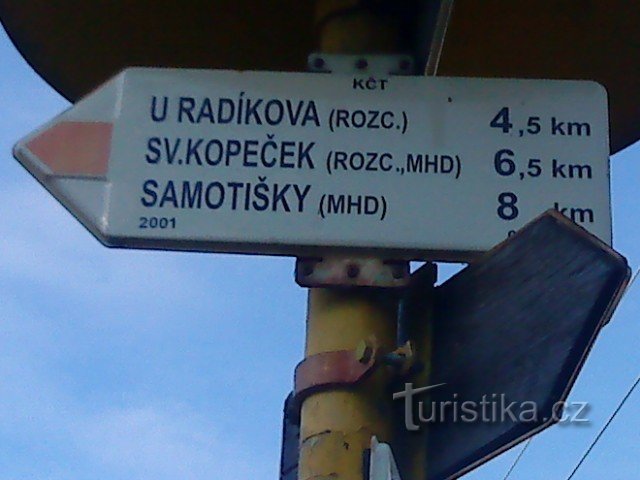 KČT
U RADÍKOVA (ROZC.) 4,5 km
SV.KOPEČEK (ROZC.,MHD) 6,5 km
SAMOTIŠKY (MHD) 8 km
2001
Turistika.cz